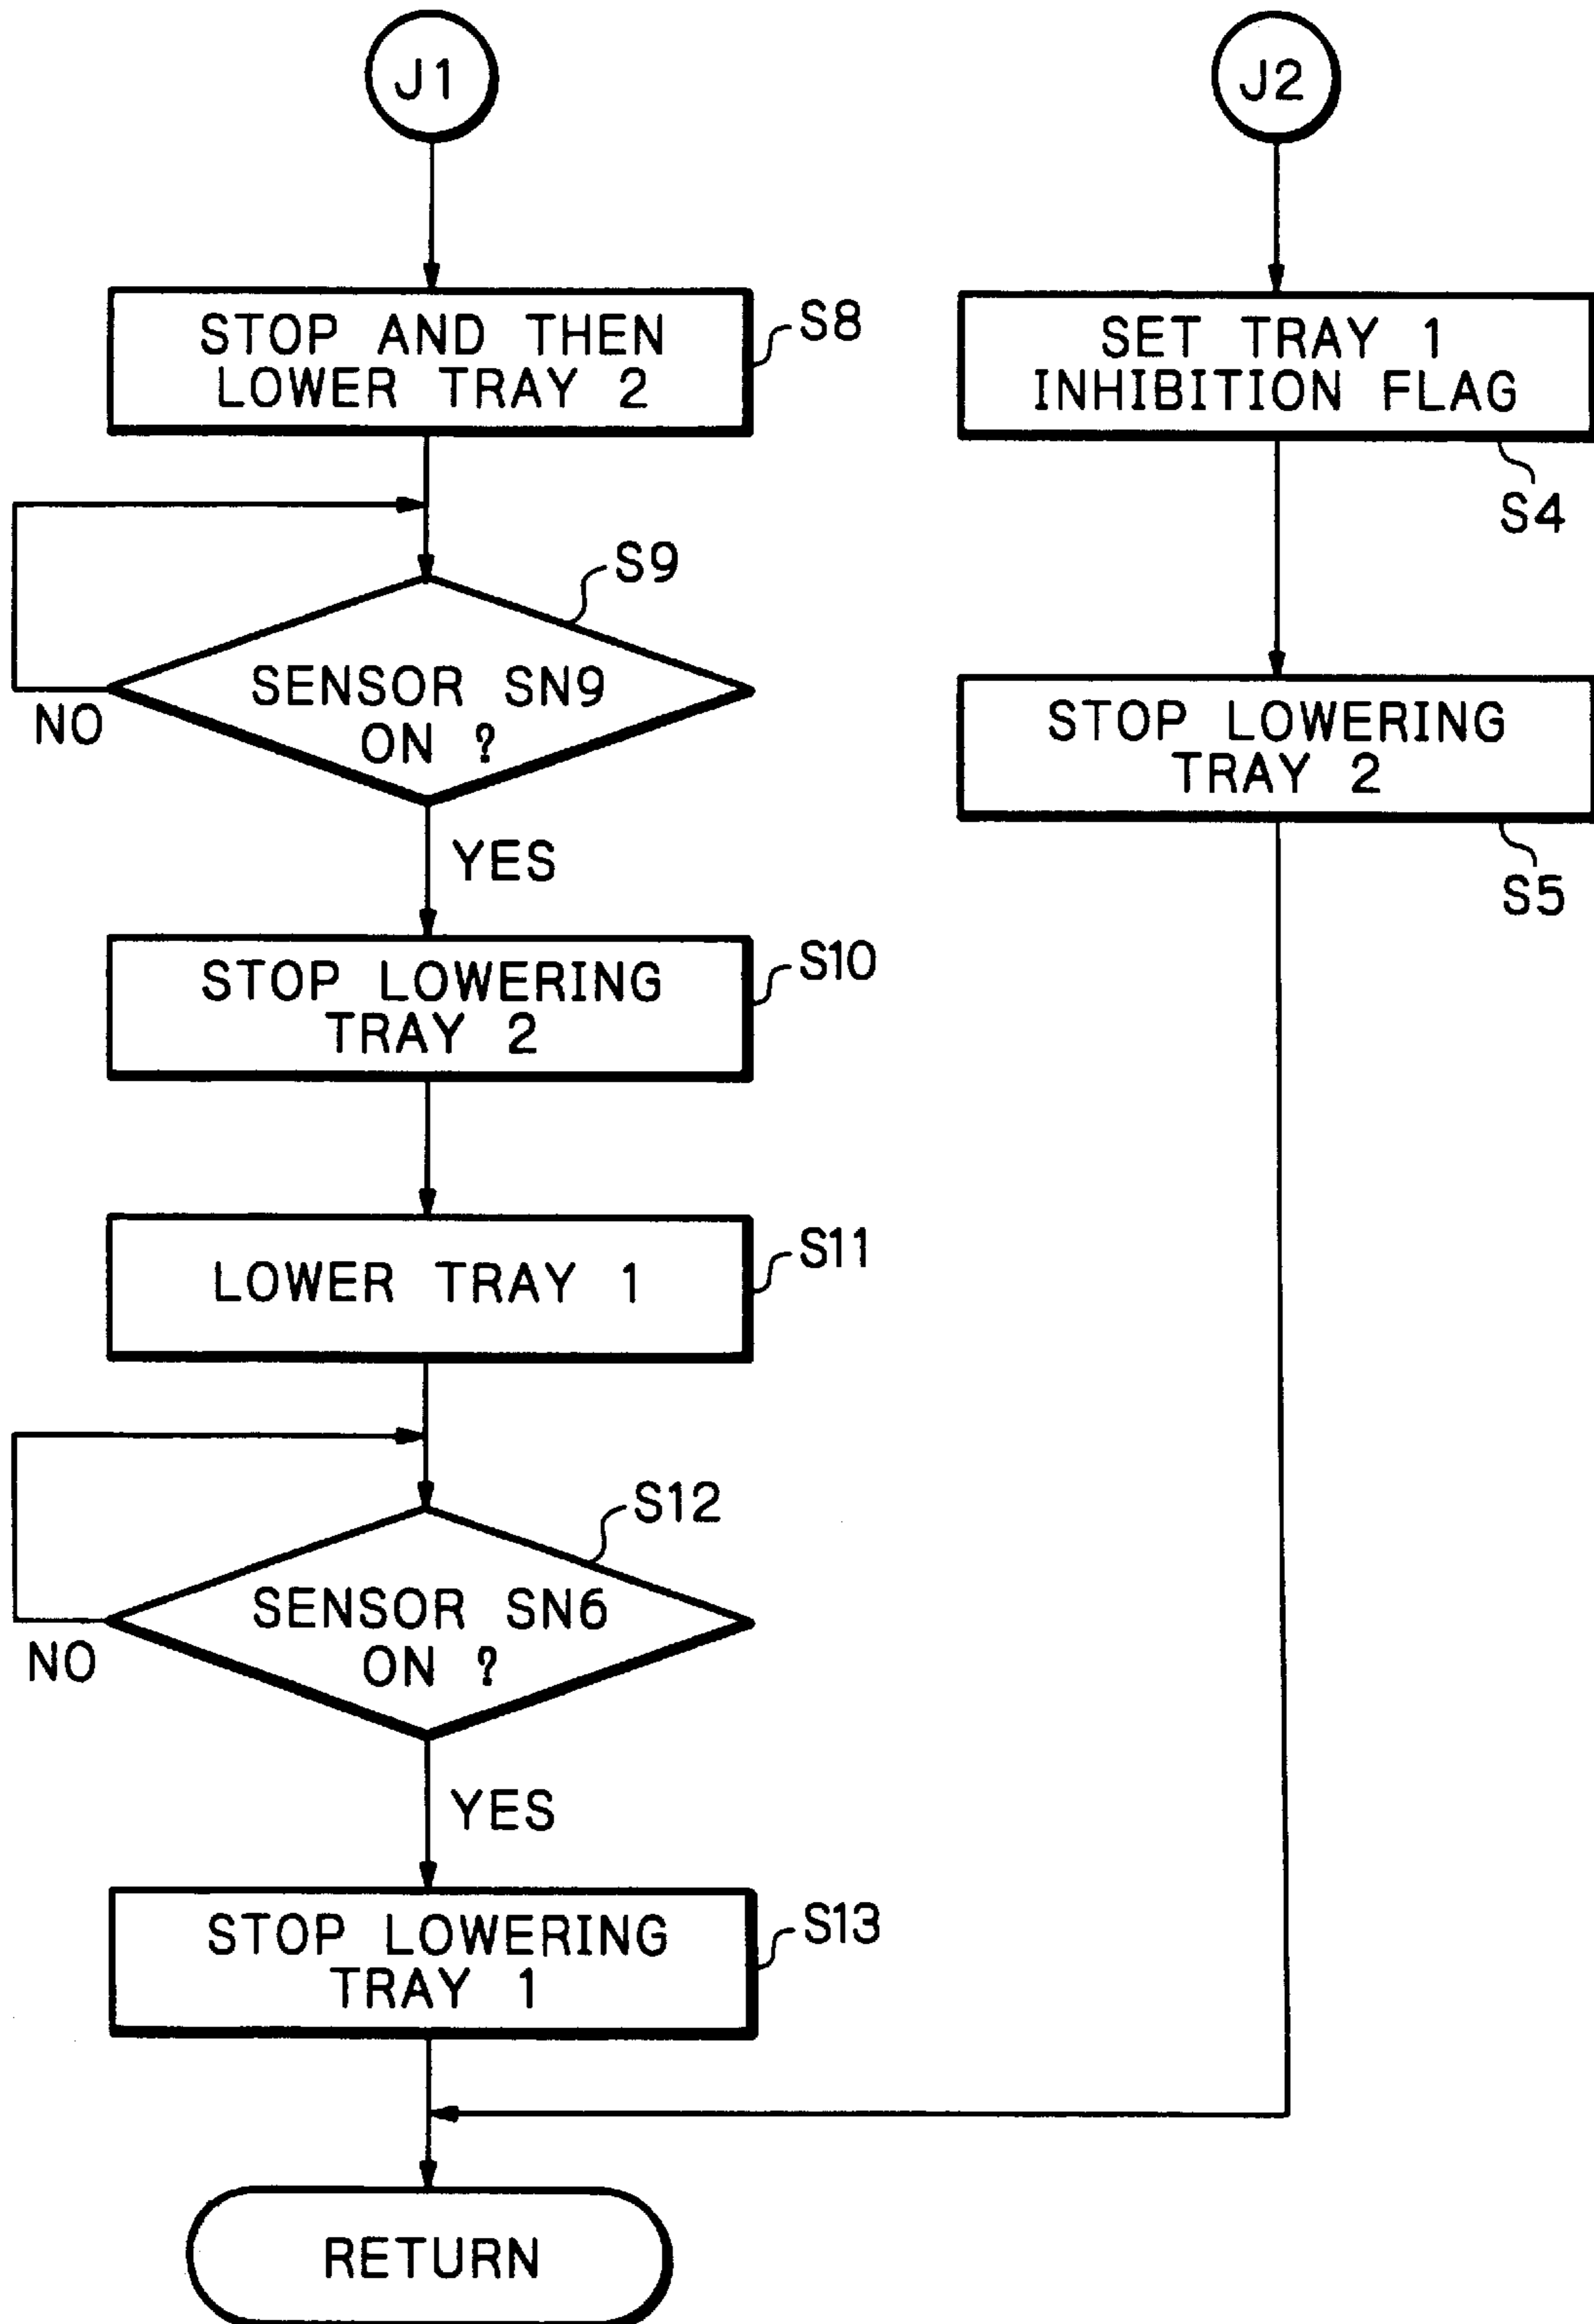 J1
STOP AND THEN
LOWER TRAY 2
S8
S9
SENSOR SN9
ON ?
NO
YES
STOP LOWERING
TRAY 2
S10
LOWER TRAY 1
S11
S12
SENSOR SN6
ON ?
NO
YES
STOP LOWERING
TRAY 1
S13
RETURN
J2
SET TRAY 1
INHIBITION FLAG
S4
STOP LOWERING
TRAY 2
S5